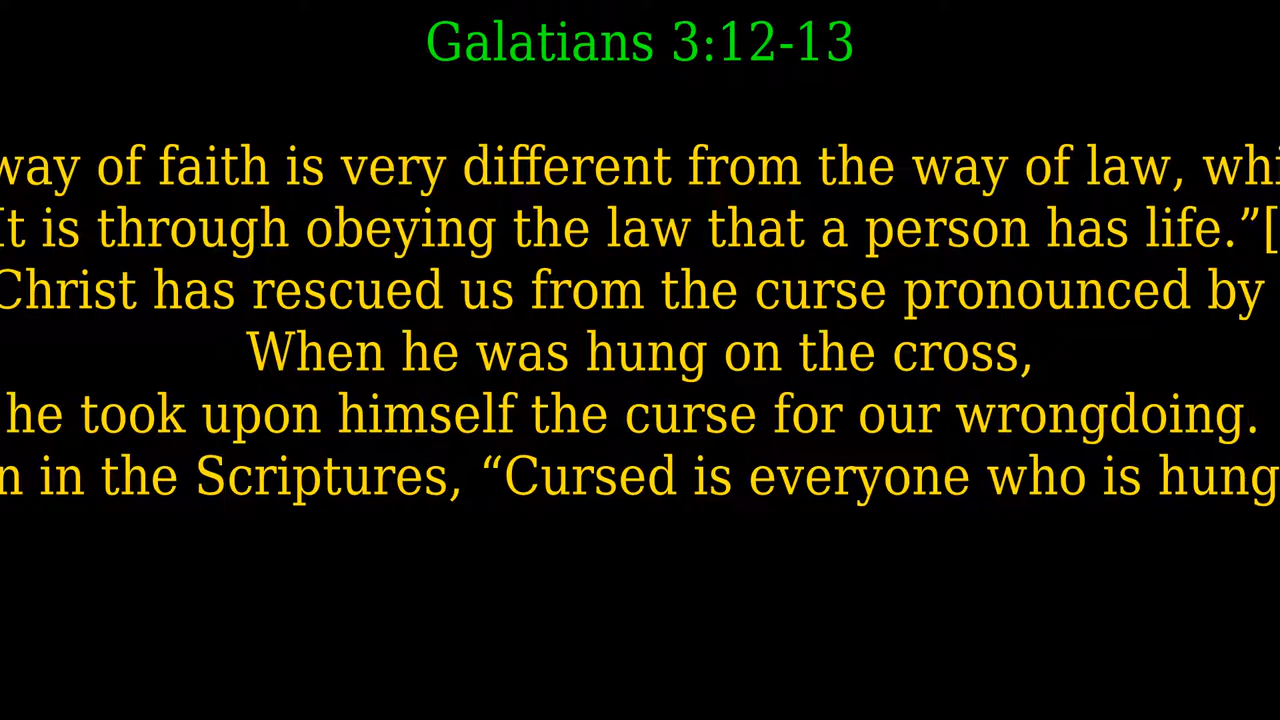 Galatians 3:12-13
way of faith is very different from the way of law, whi
It is through obeying the law that a person has life.”[
Christ has rescued us from the curse pronounced by
When he was hung on the cross,
he took upon himself the curse for our wrongdoing.
n in the Scriptures, “Cursed is everyone who is hung